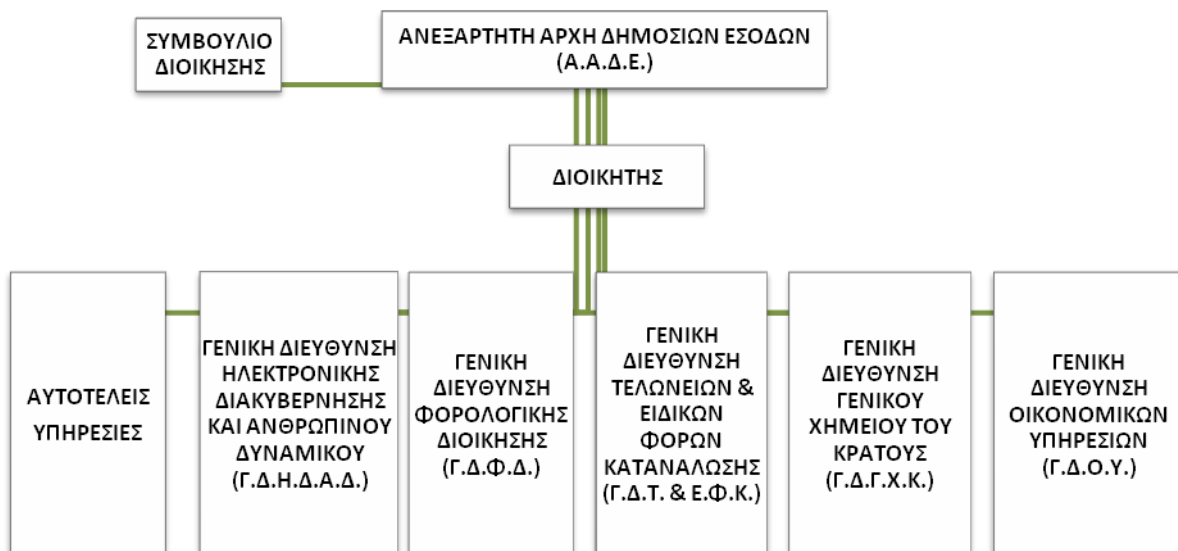 ΣΥΜΒΟΥΛΙΟ
ΔΙΟΙΚΗΣΗΣ
ΑΝΕΞΑΡΤΗΤΗ ΑΡΧΗ ΔΗΜΟΣΙΩΝ ΕΣΟΔΩΝ
(Α.Α.Δ.Ε.)
ΔΙΟΙΚΗΤΗΣ
ΑΥΤΟΤΕΛΕΙΣ
ΥΠΗΡΕΣΙΕΣ
ΓΕΝΙΚΗ ΔΙΕΥΘΥΝΣΗ
ΗΛΕΚΤΡΟΝΙΚΗΣ
ΔΙΑΚΥΒΕΡΝΗΣΗΣ
ΚΑΙ ΑΝΘΡΩΠΙΝΟΥ
ΔΥΝΑΜΙΚΟΥ
(Γ.Δ.Η.Δ.Α.Δ.)
ΓΕΝΙΚΗ
ΔΙΕΥΘΥΝΣΗ
ΦΟΡΟΛΟΓΙΚΗΣ
ΔΙΟΙΚΗΣΗΣ
(Γ.Δ.Φ.Δ.)
ΓΕΝΙΚΗ
ΔΙΕΥΘΥΝΣΗ
ΤΕΛΩΝΕΙΩΝ &
ΕΙΔΙΚΩΝ
ΦΟΡΩΝ
ΚΑΤΑΝΑΛΩΣΗΣ
(Γ.Δ.Τ. & Ε.Φ.Κ.)
ΓΕΝΙΚΗ
ΔΙΕΥΘΥΝΣΗ
ΓΕΝΙΚΟΥ
ΧΗΜΕΙΟΥ ΤΟΥ
ΚΡΑΤΟΥΣ
(Γ.Δ.Γ.Χ.Κ.)
ΓΕΝΙΚΗ
ΔΙΕΥΘΥΝΣΗ
ΟΙΚΟΝΟΜΙΚΩΝ
ΥΠΗΡΕΣΙΩΝ
(Γ.Δ.Ο.Υ.)